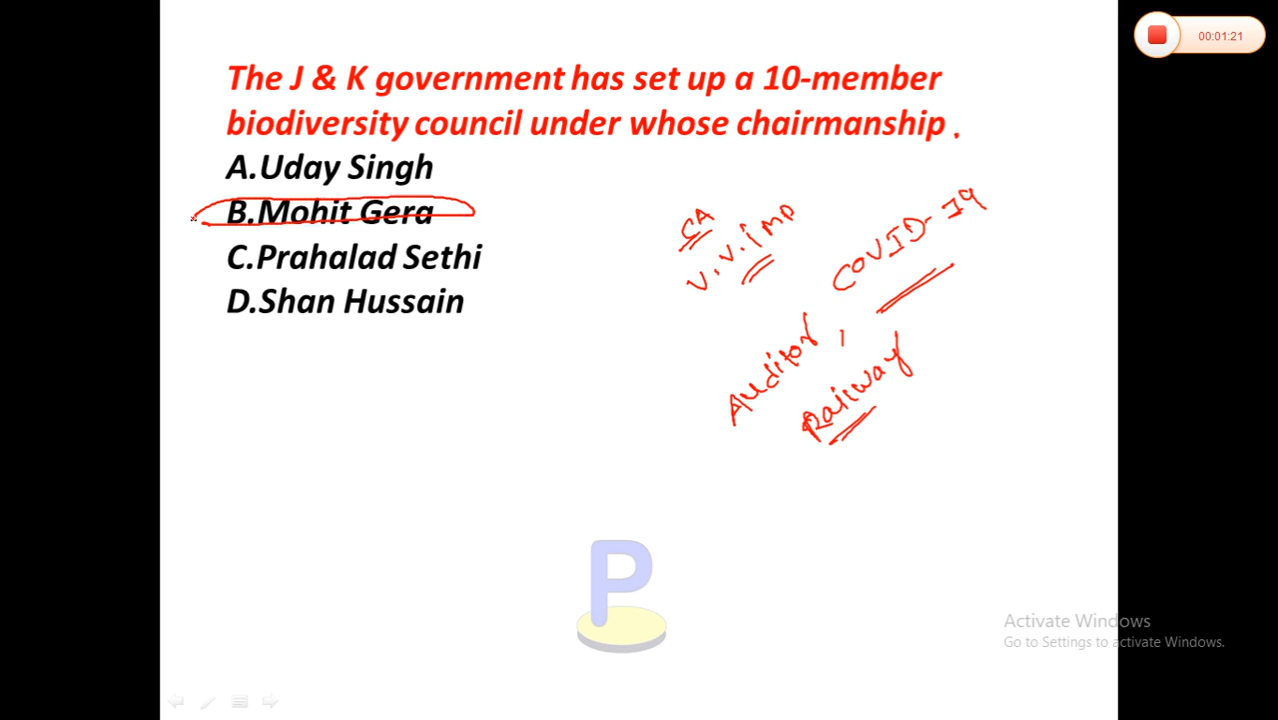 00:01:21
The J & K government has set up a 10-member
biodiversity council under whose chairmanship .
A.Uday Singh
B.Mohit Gera
C.Prahalad Sethi
D.Shan Hussain
CA
V.V.imp
COVID-19
Auditor,
Railway
P
Activate Windows
Go to Settings to activate Windows.